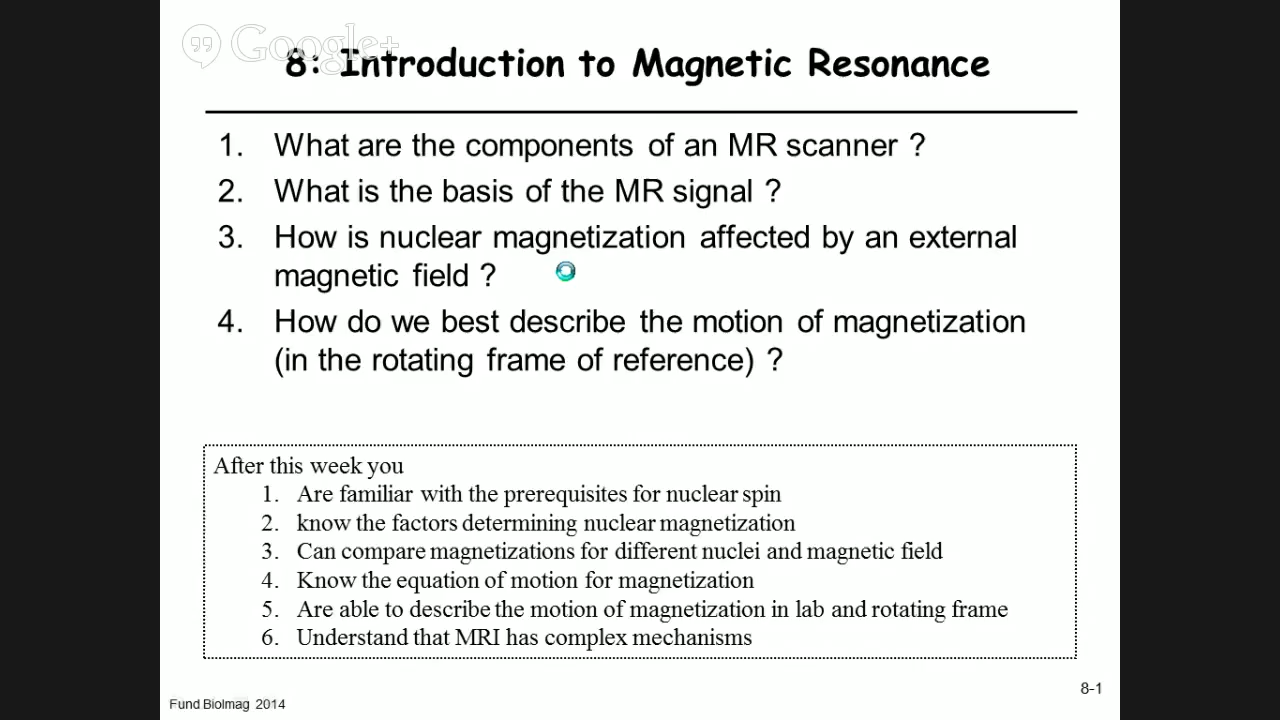 Google+
8: Introduction to Magnetic Resonance
1. What are the components of an MR scanner ?
2. What is the basis of the MR signal ?
3. How is nuclear magnetization affected by an external
magnetic field ?
4. How do we best describe the motion of magnetization
(in the rotating frame of reference) ?
After this week you
1. Are familiar with the prerequisites for nuclear spin
2. know the factors determining nuclear magnetization
3. Can compare magnetizations for different nuclei and magnetic field
4. Know the equation of motion for magnetization
5. Are able to describe the motion of magnetization in lab and rotating frame
6. Understand that MRI has complex mechanisms
8-1
Fund BioImag 2014